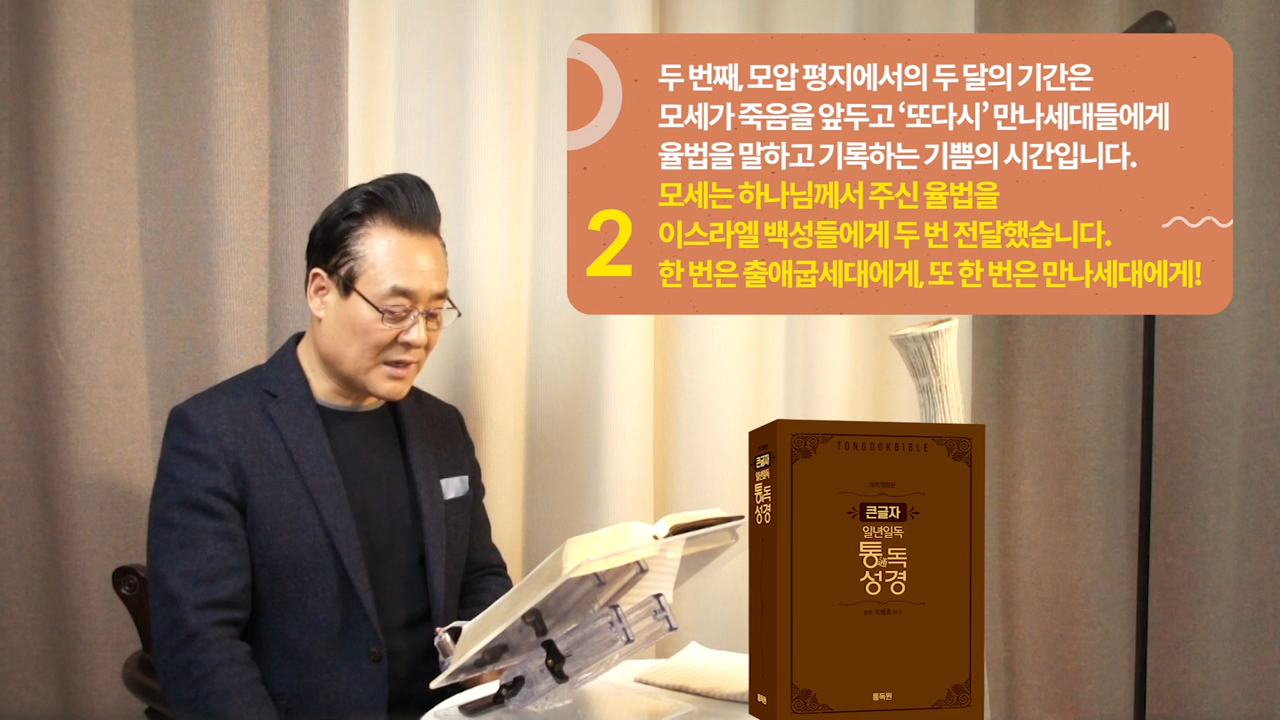 두 번째, 모압 평지에서의 두 달의 기간은
모세가 죽음을 앞두고 ‘또다시’ 만나세대들에게
율법을 말하고 기록하는 기쁨의 시간입니다.
모세는 하나님께서 주신 율법을
이스라엘 백성들에게 두 번 전달했습니다.
한 번은 출애굽세대에게, 또 한 번은 만나세대에게!
2
TONGDOKBIBLE
개역개정판
큰글자
일년일독
통독
성경
통독원
큰글자
일년일독
통독
성경